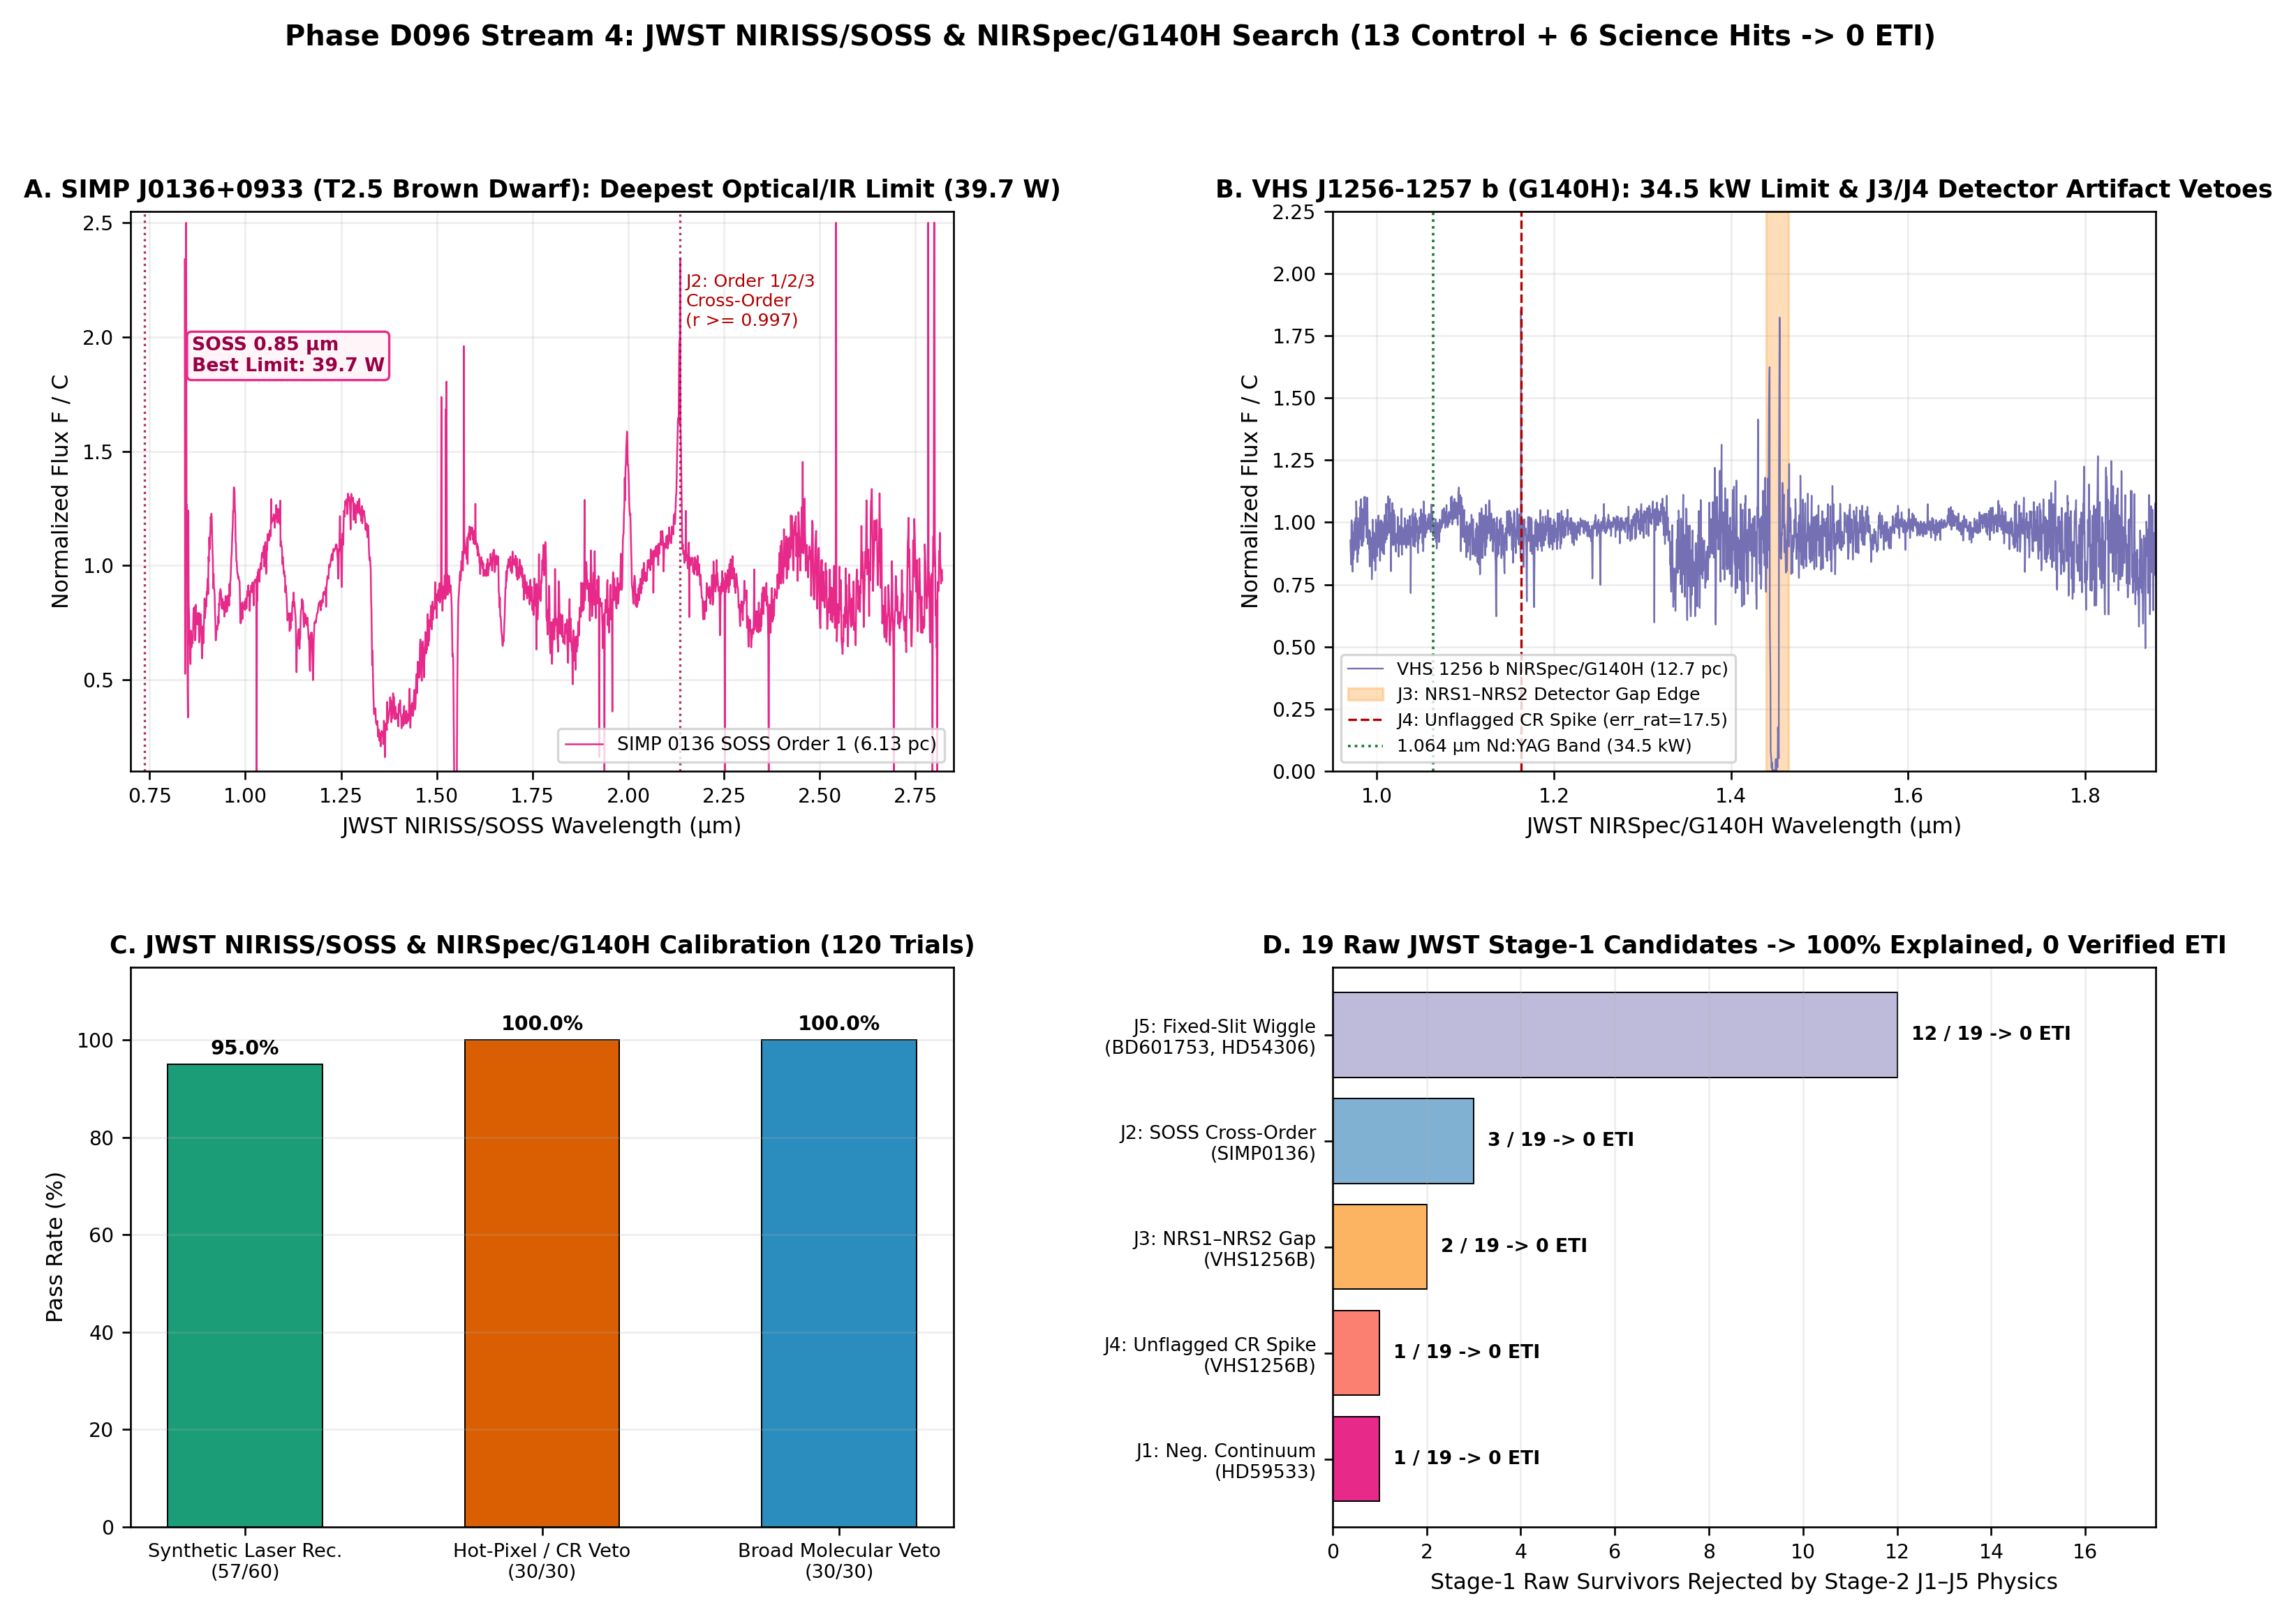 Phase D096 Stream 4: JWST NIRISS/SOSS & NIRSpec/G140H Search (13 Control + 6 Science Hits -> 0 ETI)
A. SIMP J0136+0933 (T2.5 Brown Dwarf): Deepest Optical/IR Limit (39.7 W)
Normalized Flux F / C
2.5
2.0
1.5
1.0
0.5
J2: Order 1/2/3
Cross-Order
(r >= 0.997)
SOSS 0.85 µm
Best Limit: 39.7 W
SIMP 0136 SOSS Order 1 (6.13 pc)
0.75 1.00 1.25 1.50 1.75 2.00 2.25 2.50 2.75
JWST NIRISS/SOSS Wavelength (µm)
B. VHS J1256-1257 b (G140H): 34.5 kW Limit & J3/J4 Detector Artifact Vetoes
Normalized Flux F / C
2.25
2.00
1.75
1.50
1.25
1.00
0.75
0.50
0.25
0.00
VHS 1256 b NIRSpec/G140H (12.7 pc)
J3: NRS1–NRS2 Detector Gap Edge
J4: Unflagged CR Spike (err_rat=17.5)
1.064 µm Nd:YAG Band (34.5 kW)
1.0 1.2 1.4 1.6 1.8
JWST NIRSpec/G140H Wavelength (µm)
C. JWST NIRISS/SOSS & NIRSpec/G140H Calibration (120 Trials)
Pass Rate (%)
100
80
60
40
20
0
95.0%
100.0%
100.0%
Synthetic Laser Rec.
(57/60)
Hot-Pixel / CR Veto
(30/30)
Broad Molecular Veto
(30/30)
D. 19 Raw JWST Stage-1 Candidates -> 100% Explained, 0 Verified ETI
J5: Fixed-Slit Wiggle
(BD601753, HD54306)
12 / 19 -> 0 ETI
J2: SOSS Cross-Order
(SIMP0136)
3 / 19 -> 0 ETI
J3: NRS1–NRS2 Gap
(VHS1256B)
2 / 19 -> 0 ETI
J4: Unflagged CR Spike
(VHS1256B)
1 / 19 -> 0 ETI
J1: Neg. Continuum
(HD59533)
1 / 19 -> 0 ETI
0 2 4 6 8 10 12 14 16
Stage-1 Raw Survivors Rejected by Stage-2 J1–J5 Physics